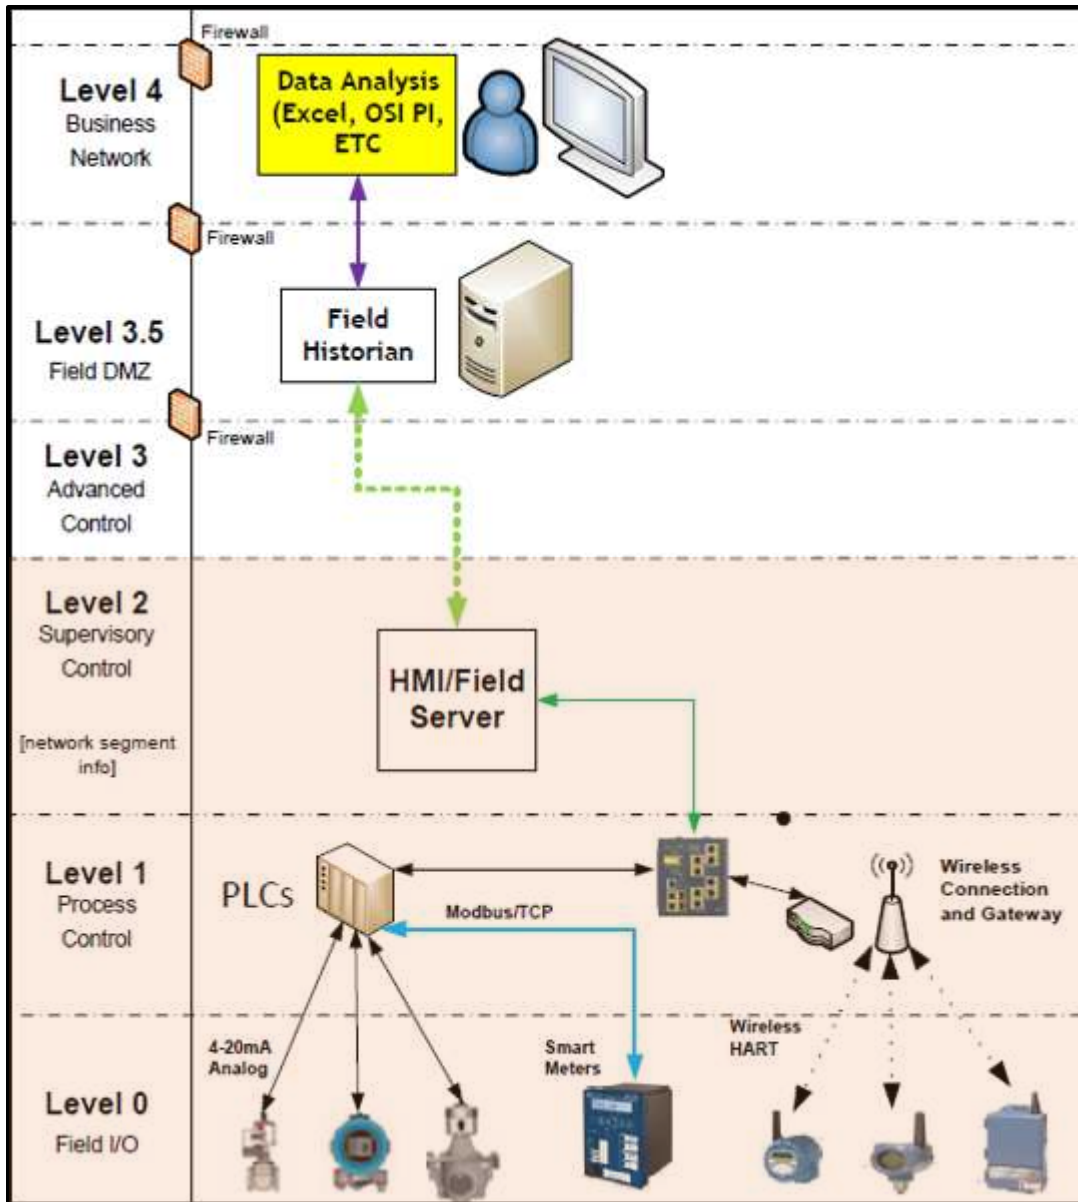 Firewall
Level 4
Business
Network
Data Analysis
(Excel, OSI PI,
ETC
Firewall
Level 3.5
Field DMZ
Field
Historian
Firewall
Level 3
Advanced
Control
Level 2
Supervisory
Control
[network segment
info]
HMI/Field
Server
Level 1
Process
Control
PLCs
Modbus/TCP
Wireless
Connection
and Gateway
Level 0
Field I/O
4-20mA
Analog
Smart
Meters
Wireless
HART